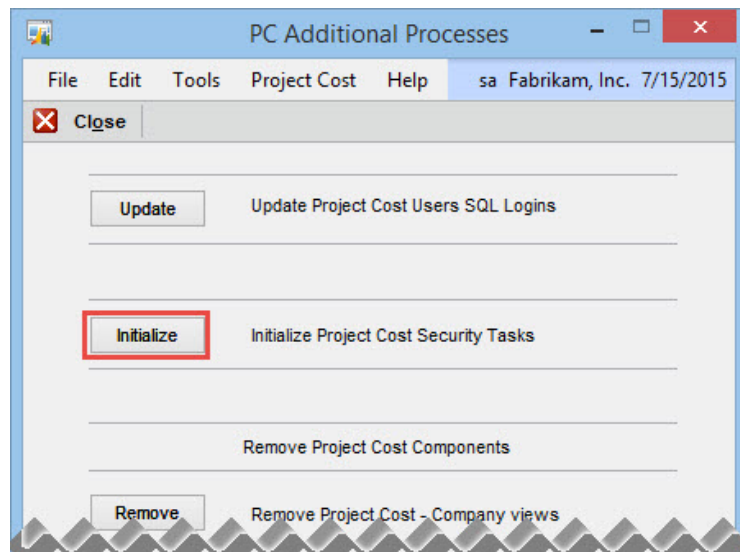 PC Additional Processes
File Edit Tools Project Cost Help sa Fabrikam, Inc. 7/15/2015
Close
Update Update Project Cost Users SQL Logins
Initialize Initialize Project Cost Security Tasks
Remove Project Cost Components
Remove Remove Project Cost - Company views